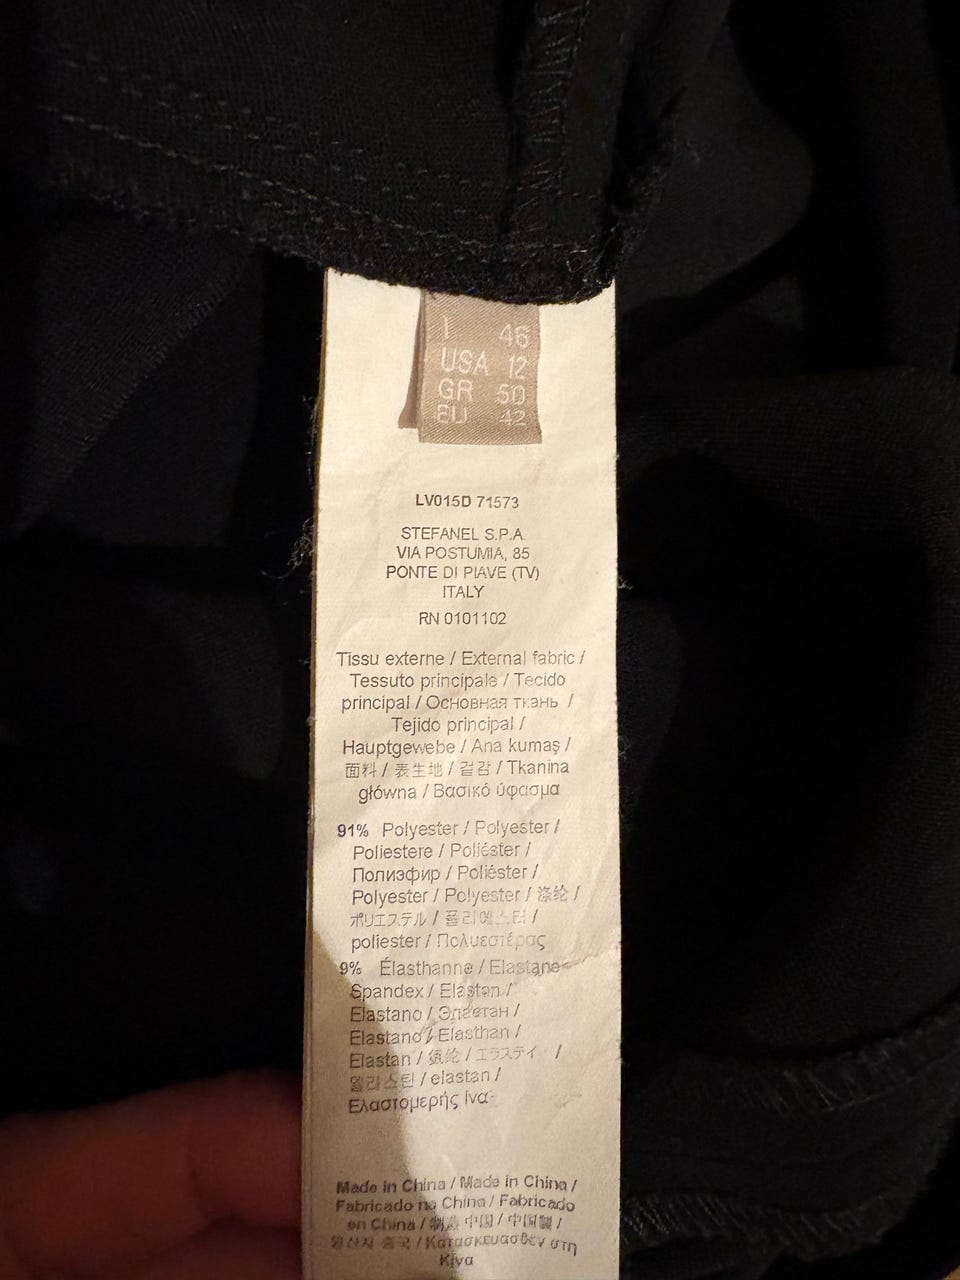 I 46
USA 12
GR 50
EU 42
LV015D 71573
STEFANEL S.P.A.
VIA POSTUMIA, 85
PONTE DI PIAVE (TV)
ITALY
RN 0101102
Tissu externe / External fabric /
Tessuto principale / Tecido
principal / Основная ткань /
Tejido principal /
Hauptgewebe / Ana kumaş /
面料 / 表生地 / 겉감 / Tkanina
główna / Βασικό ύφασμα
91% Polyester / Polyester /
Poliestere / Poliéster /
Полиэфир / Poliéster /
Polyester / Polyester / 涤纶 /
ポリエステル / 폴리에스터 /
poliester / Πολυεστέρας
9% Élasthanne / Elastane-
Spandex / Elastan /
Elastano / Эластан /
Elastano / Elasthan /
Elastan / 氨纶 / エラステイ /
엘라스틴 / elastan /
Ελαστομερής Ινα
Made in China / Made in China /
Fabricado na China / Fabricado
en China / 制造 中国 / 中国製 /
원산지 중국 / Κατασκευασθέν στη
Κίνα